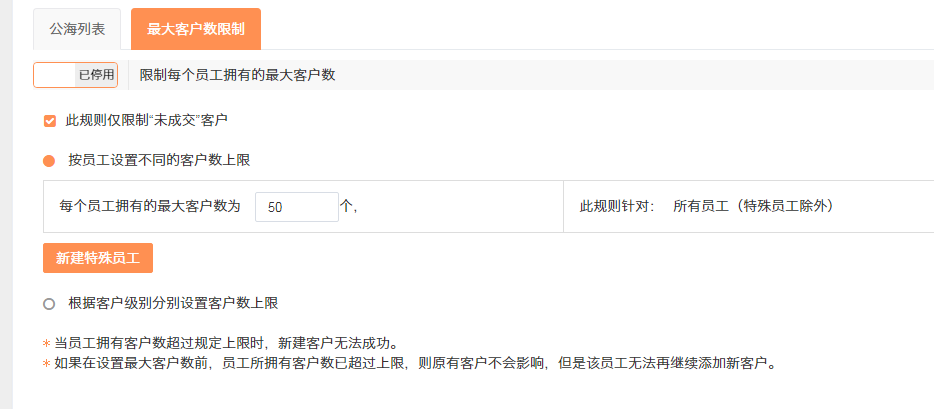 公海列表 最大客户数限制
已停用 限制每个员工拥有的最大客户数
此规则仅限制“未成交”客户
按员工设置不同的客户数上限
每个员工拥有的最大客户数为 50 个， 此规则针对： 所有员工（特殊员工除外）
新建特殊员工
根据客户级别分别设置客户数上限
* 当员工拥有客户数超过规定上限时，新建客户无法成功。
* 如果在设置最大客户数前，员工所拥有客户数已超过上限，则原有客户不会影响，但是该员工无法再继续添加新客户。